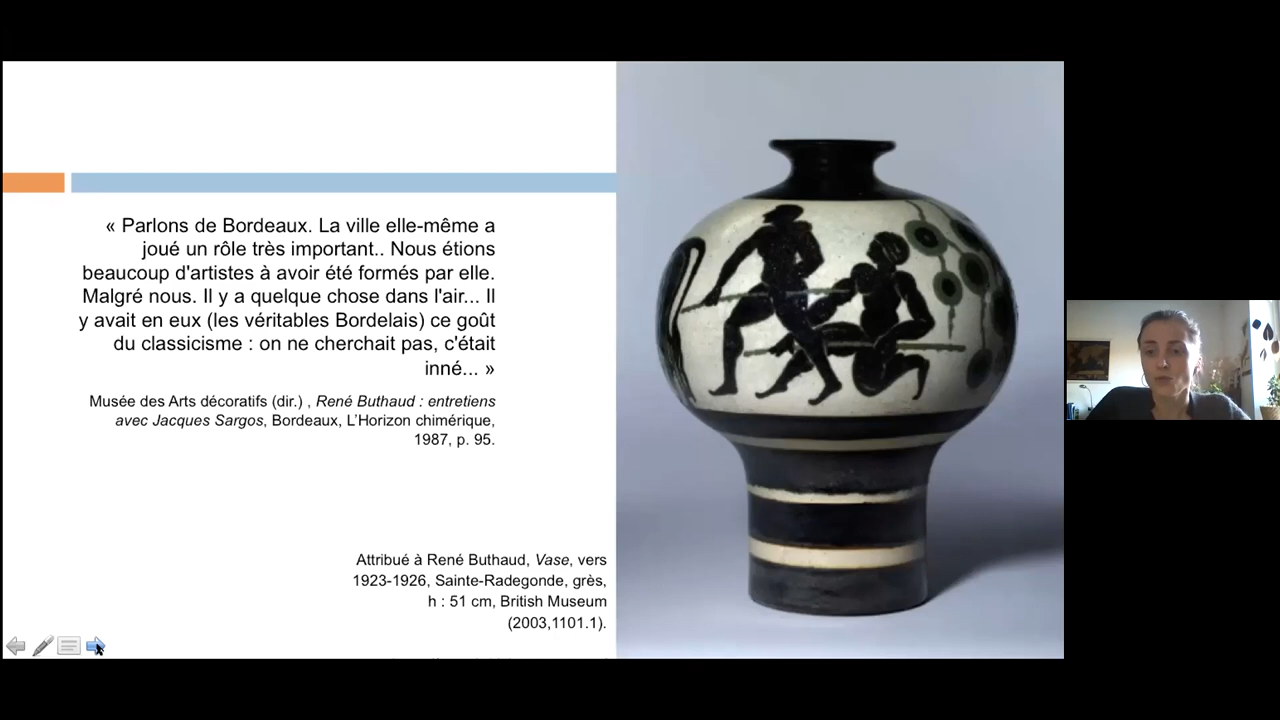 « Parlons de Bordeaux. La ville elle-même a
joué un rôle très important.. Nous étions
beaucoup d'artistes à avoir été formés par elle.
Malgré nous. Il y a quelque chose dans l'air... Il
y avait en eux (les véritables Bordelais) ce goût
du classicisme : on ne cherchait pas, c'était
inné... »
Musée des Arts décoratifs (dir.) , René Buthaud : entretiens
avec Jacques Sargos, Bordeaux, L'Horizon chimérique,
1987, p. 95.
Attribué à René Buthaud, Vase, vers
1923-1926, Sainte-Radegonde, grès,
h : 51 cm, British Museum
(2003,1101.1).